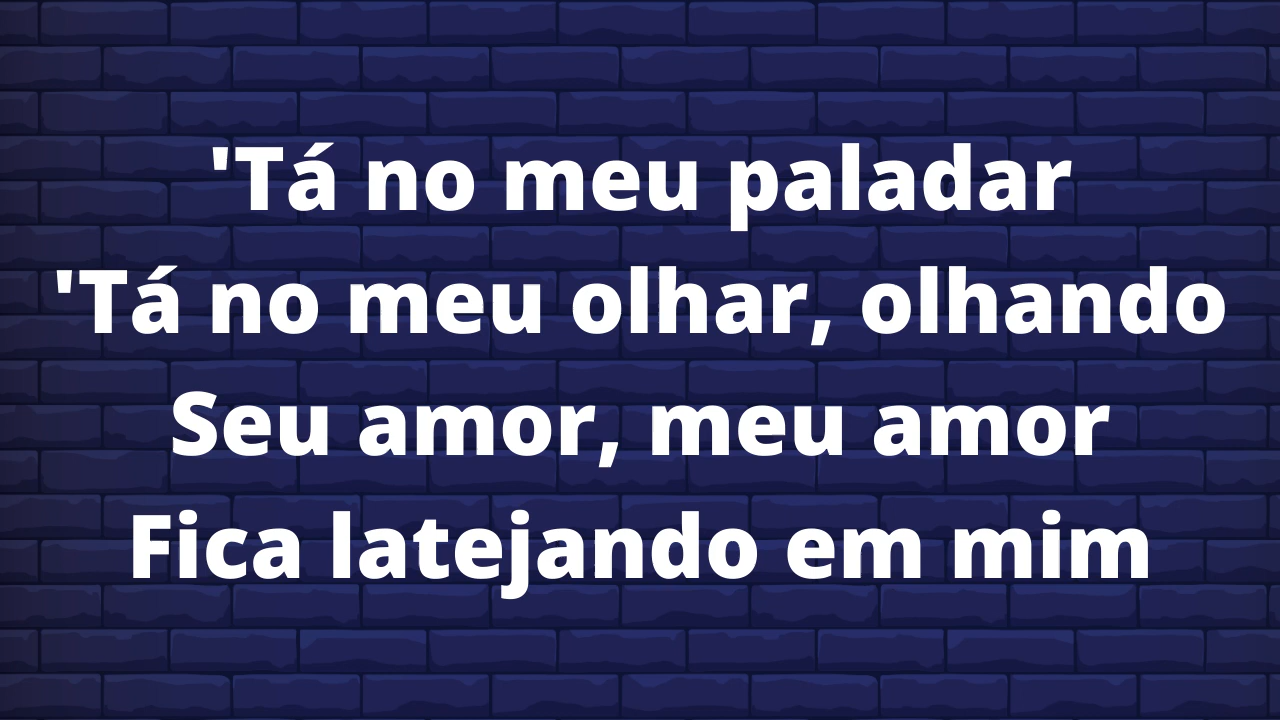 'Tá no meu paladar
'Tá no meu olhar, olhando
Seu amor, meu amor
Fica latejando em mim